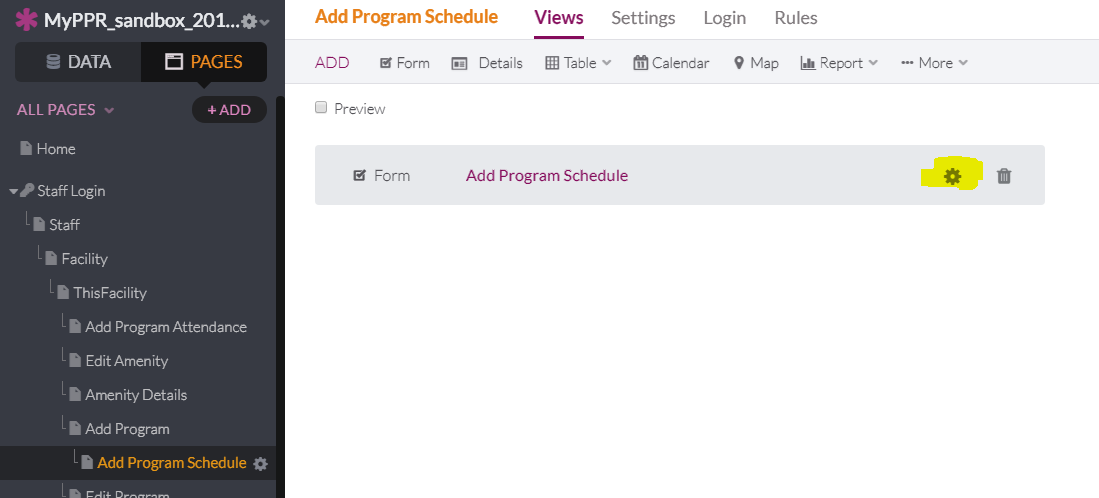 MyPPR_sandbox_201...
DATA
PAGES
ALL PAGES
+ ADD
Home
Staff Login
Staff
Facility
ThisFacility
Add Program Attendance
Edit Amenity
Amenity Details
Add Program
Add Program Schedule
Edit Program
Add Program Schedule Views Settings Login Rules
ADD Form Details Table Calendar Map Report More
Preview
Form Add Program Schedule